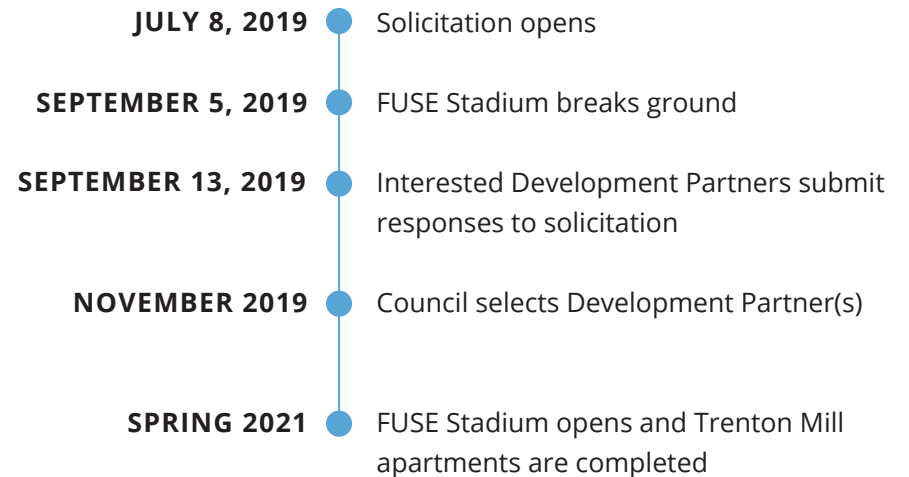 JULY 8, 2019 Solicitation opens
SEPTEMBER 5, 2019 FUSE Stadium breaks ground
SEPTEMBER 13, 2019 Interested Development Partners submit
responses to solicitation
NOVEMBER 2019 Council selects Development Partner(s)
SPRING 2021 FUSE Stadium opens and Trenton Mill
apartments are completed